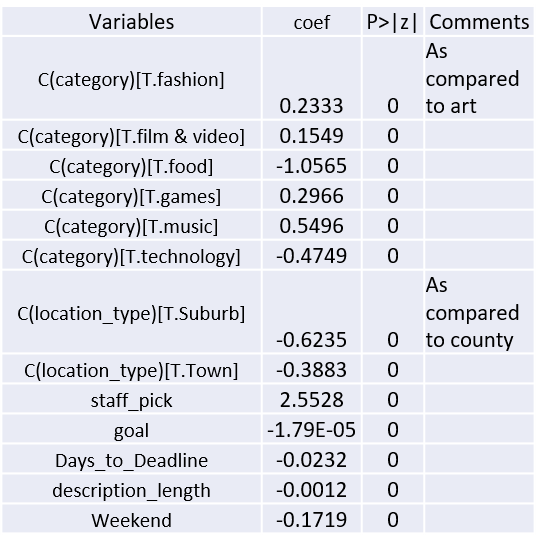 Variables coef P>|z| Comments
C(category)[T.fashion] 0.2333 0 As compared to art
C(category)[T.film & video] 0.1549 0
C(category)[T.food] -1.0565 0
C(category)[T.games] 0.2966 0
C(category)[T.music] 0.5496 0
C(category)[T.technology] -0.4749 0
C(location_type)[T.Suburb] -0.6235 0 As compared to county
C(location_type)[T.Town] -0.3883 0
staff_pick 2.5528 0
goal -1.79E-05 0
Days_to_Deadline -0.0232 0
description_length -0.0012 0
Weekend -0.1719 0